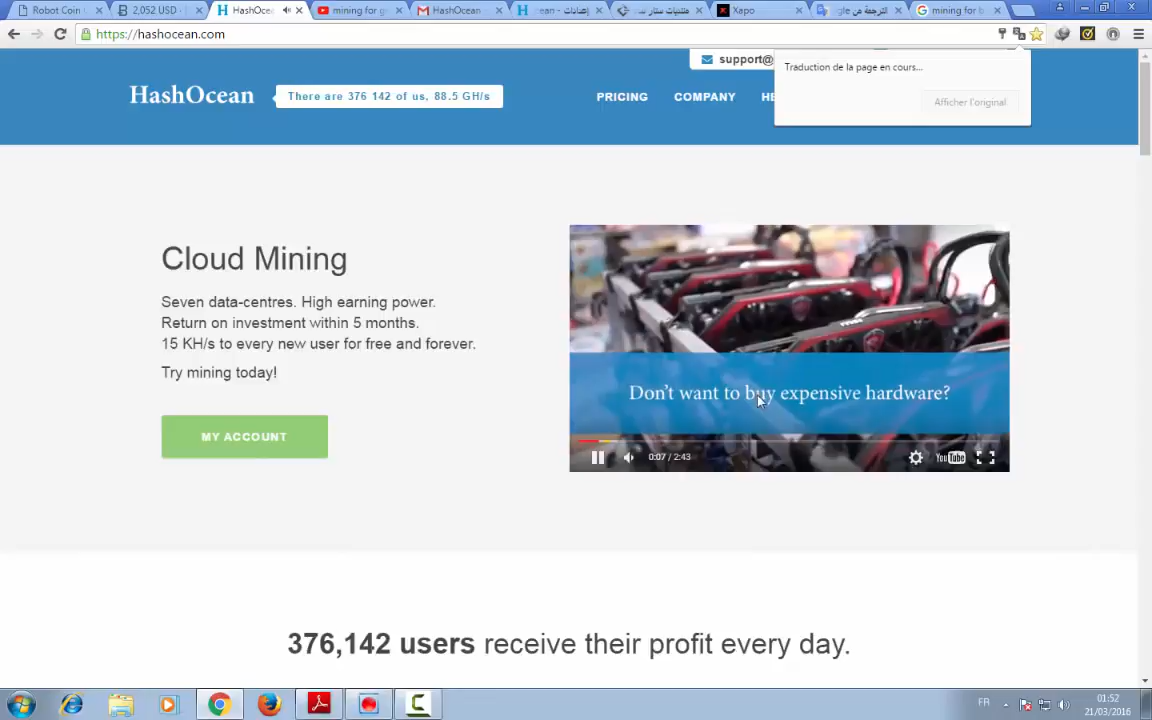 Robot Coin
2,052 USD -
HashOcea
mining for g
HashOcean
Xapo
mining for b
https://hashocean.com
support@
Traduction de la page en cours...
Afficher l'original
HashOcean
There are 376 142 of us, 88.5 GH/s
PRICING
COMPANY
HE
Cloud Mining
Seven data-centres. High earning power.
Return on investment within 5 months.
15 KH/s to every new user for free and forever.
Try mining today!
MY ACCOUNT
Don't want to buy expensive hardware?
0:07 / 2:43
YouTube
376,142 users receive their profit every day.
FR
01:52
21/03/2016